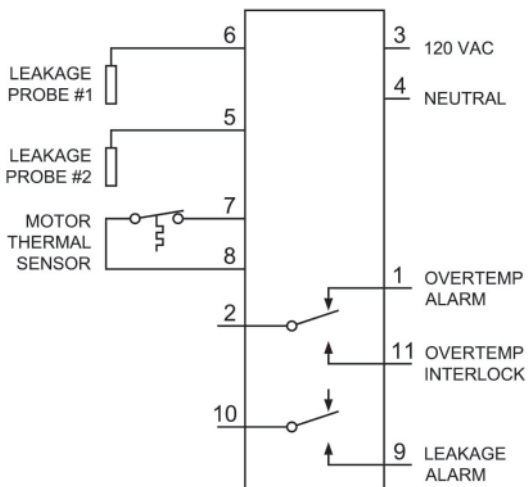 6
LEAKAGE
PROBE #1
5
LEAKAGE
PROBE #2
MOTOR
THERMAL
SENSOR
7
8
2
10
3
120 VAC
4
NEUTRAL
1
OVERTEMP
ALARM
11
OVERTEMP
INTERLOCK
9
LEAKAGE
ALARM